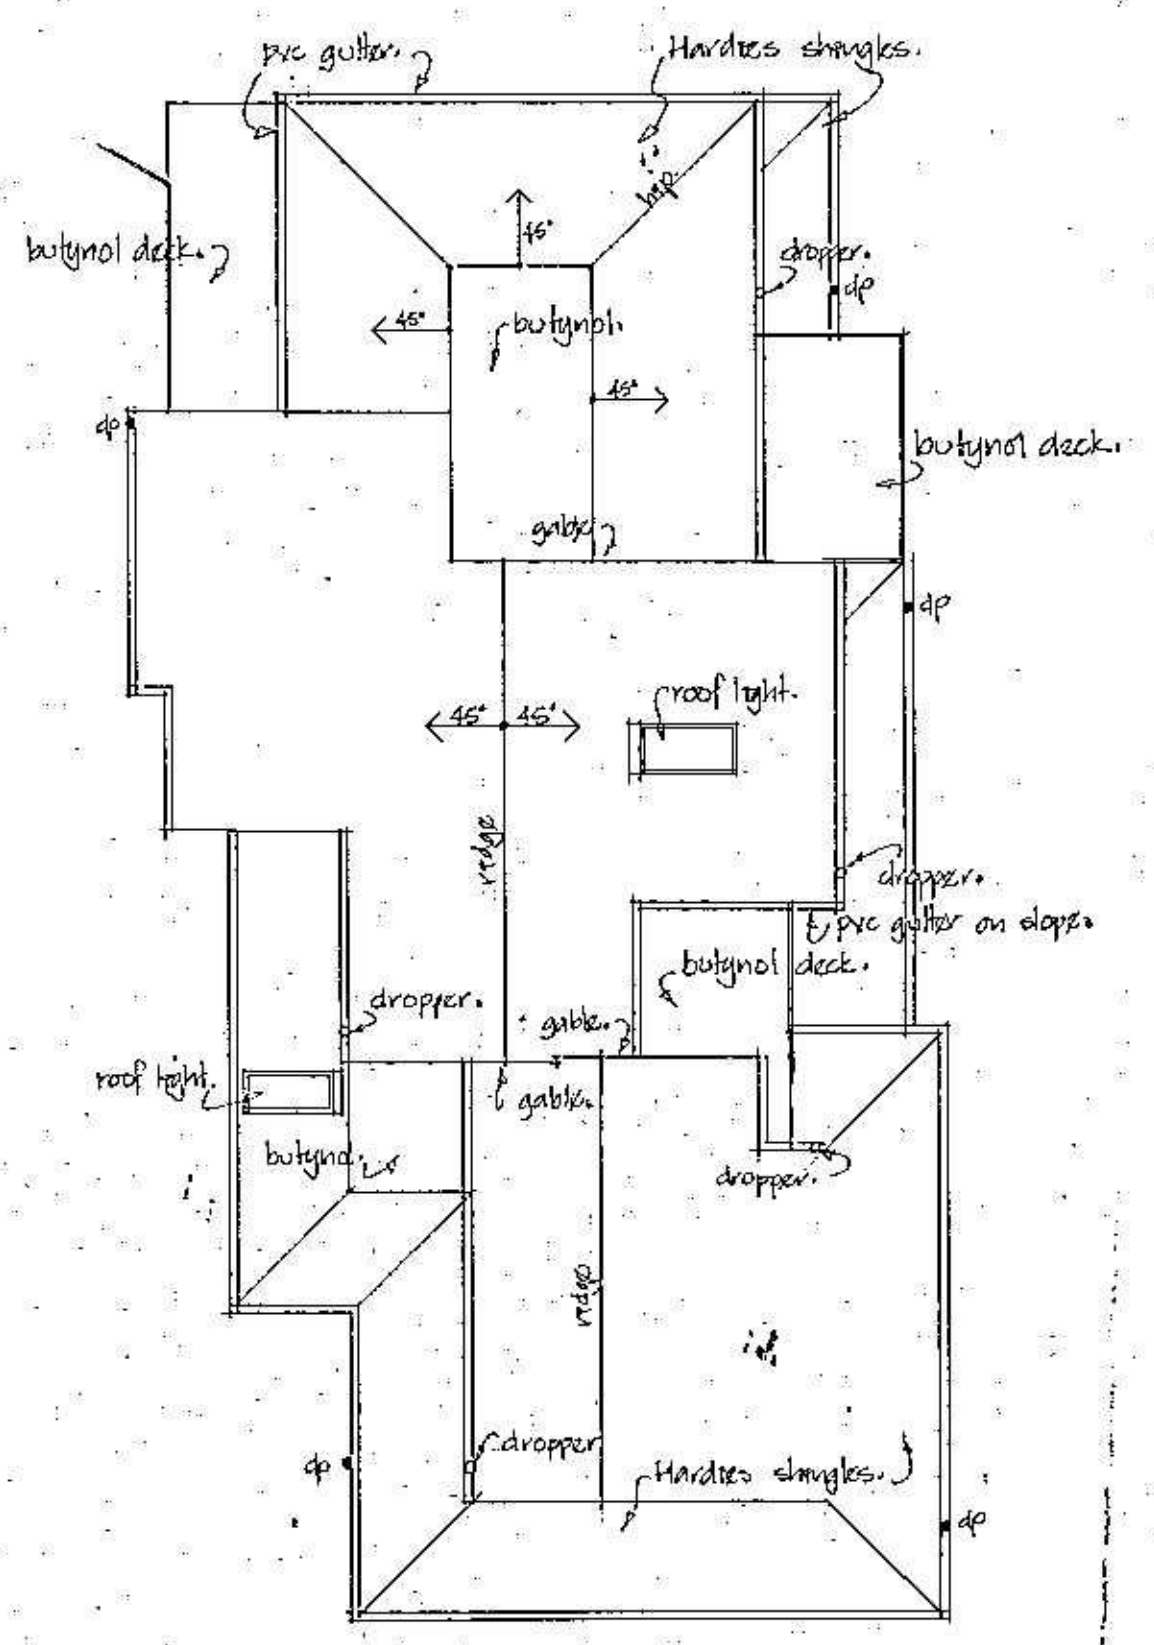 pvc gutter.
Hardies shingles.
hip.
45°
butynol deck.
dropper.
dp
45°
butynol.
45°
dp
butynol deck.
gable
dp
roof light.
45° 45°
ridge
dropper.
pvc gutter on slope.
butynol deck.
dropper.
gable.
roof light.
gable.
butynol.
dropper.
ridge
dropper
dp
Hardies shingles.
dp